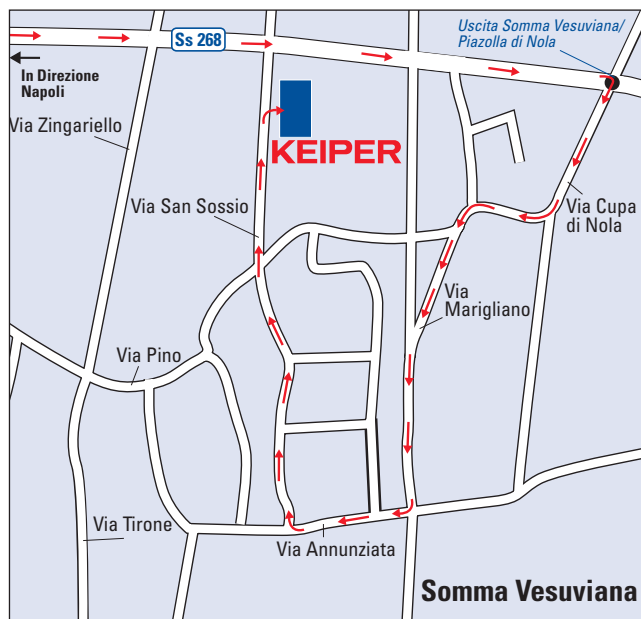 Uscita Somma Vesuviana/
Piazolla di Nola
Ss 268
In Direzione
Napoli
Via Zingariello
KEIPER
Via San Sossio
Via Cupa
di Nola
Via
Marigliano
Via Pino
Via Tirone
Via Annunziata
Somma Vesuviana